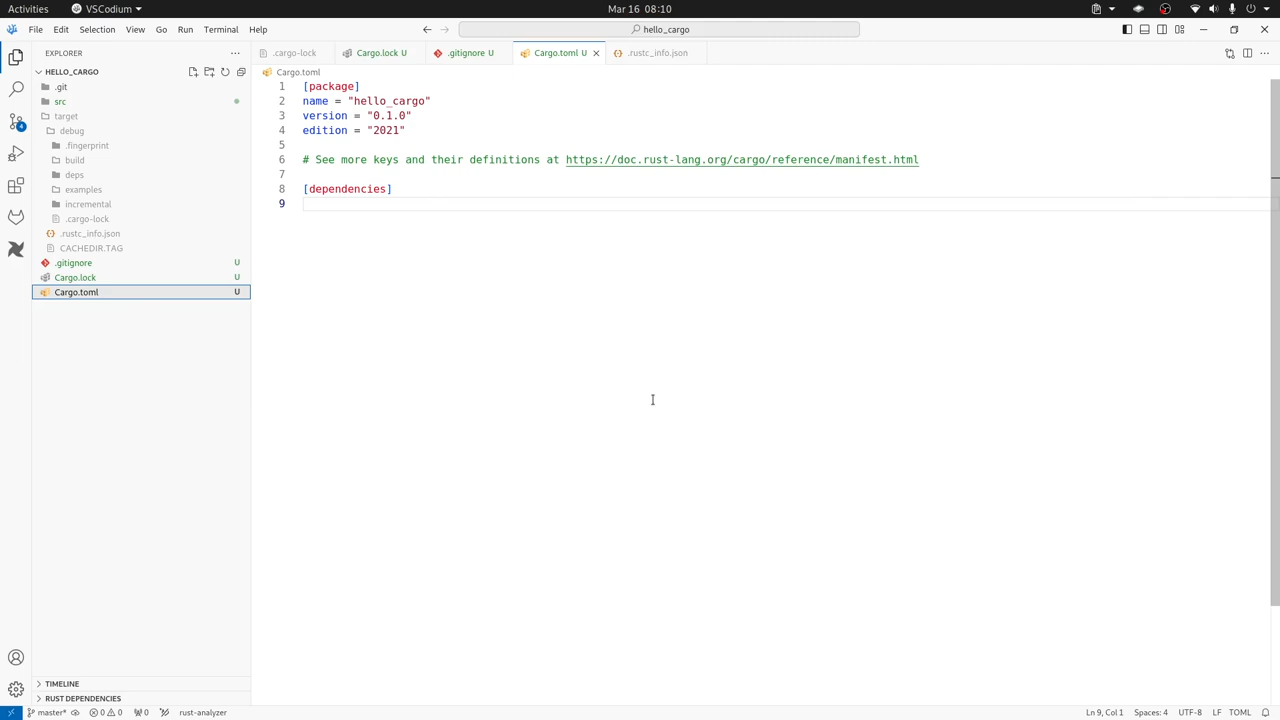 Activities VSCodium Mar 16 08:10
File Edit Selection View Go Run Terminal Help hello_cargo
EXPLORER
.cargo-lock Cargo.lock U .gitignore U Cargo.toml U .rustc_info.json
HELLO_CARGO
Cargo.toml
.git
src
target
debug
.fingerprint
build
deps
examples
incremental
.cargo-lock
.rustc_info.json
CACHEDIR.TAG
.gitignore U
Cargo.lock U
Cargo.toml U
1 [package]
2 name = "hello_cargo"
3 version = "0.1.0"
4 edition = "2021"
5
6 # See more keys and their definitions at https://doc.rust-lang.org/cargo/reference/manifest.html
7
8 [dependencies]
9
4
TIMELINE
RUST DEPENDENCIES
master* 0 0 0 rust-analyzer Ln 9, Col 1 Spaces: 4 UTF-8 LF TOML